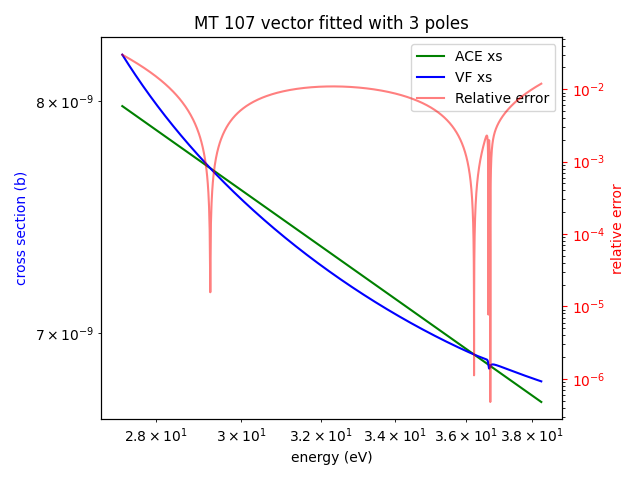 MT 107 vector fitted with 3 poles
ACE xs
VF xs
Relative error
8 × 10⁻⁹
7 × 10⁻⁹
cross section (b)
10⁻²
10⁻³
10⁻⁴
10⁻⁵
10⁻⁶
relative error
2.8 × 10¹ 3 × 10¹ 3.2 × 10¹ 3.4 × 10¹ 3.6 × 10¹ 3.8 × 10¹
energy (eV)